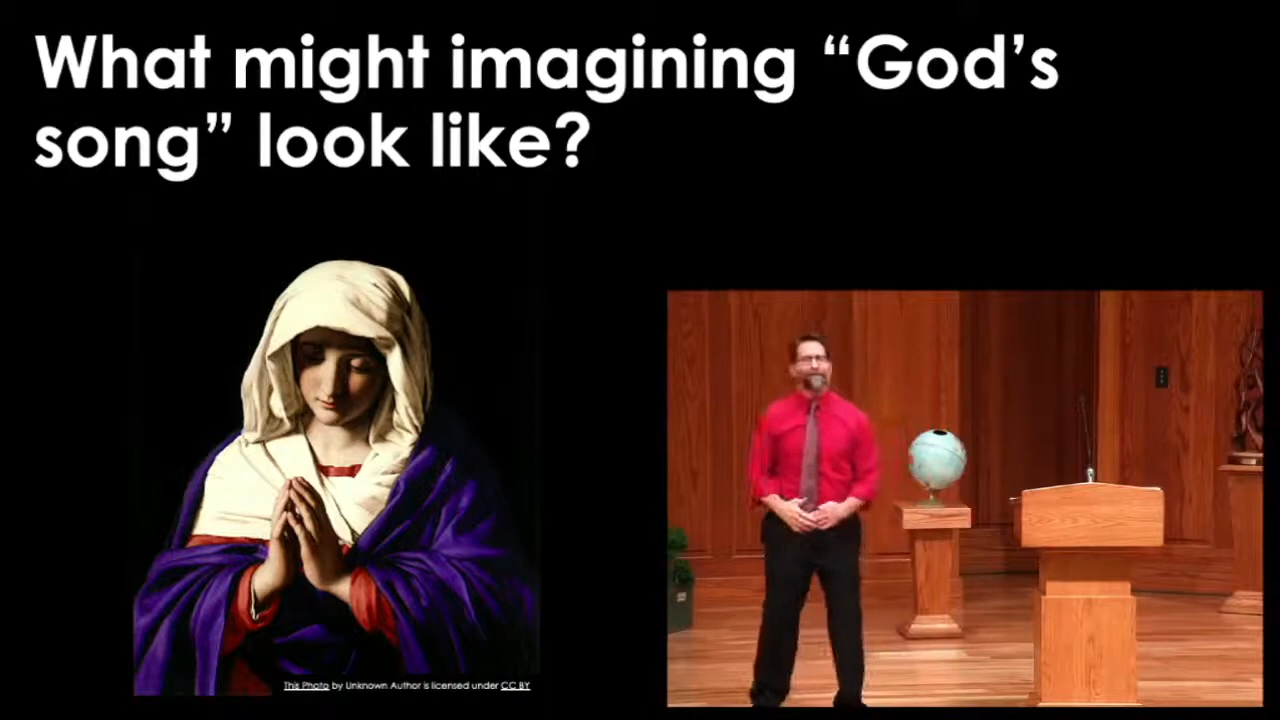 What might imagining “God’s
song” look like?
This Photo by Unknown Author is licensed under CC BY